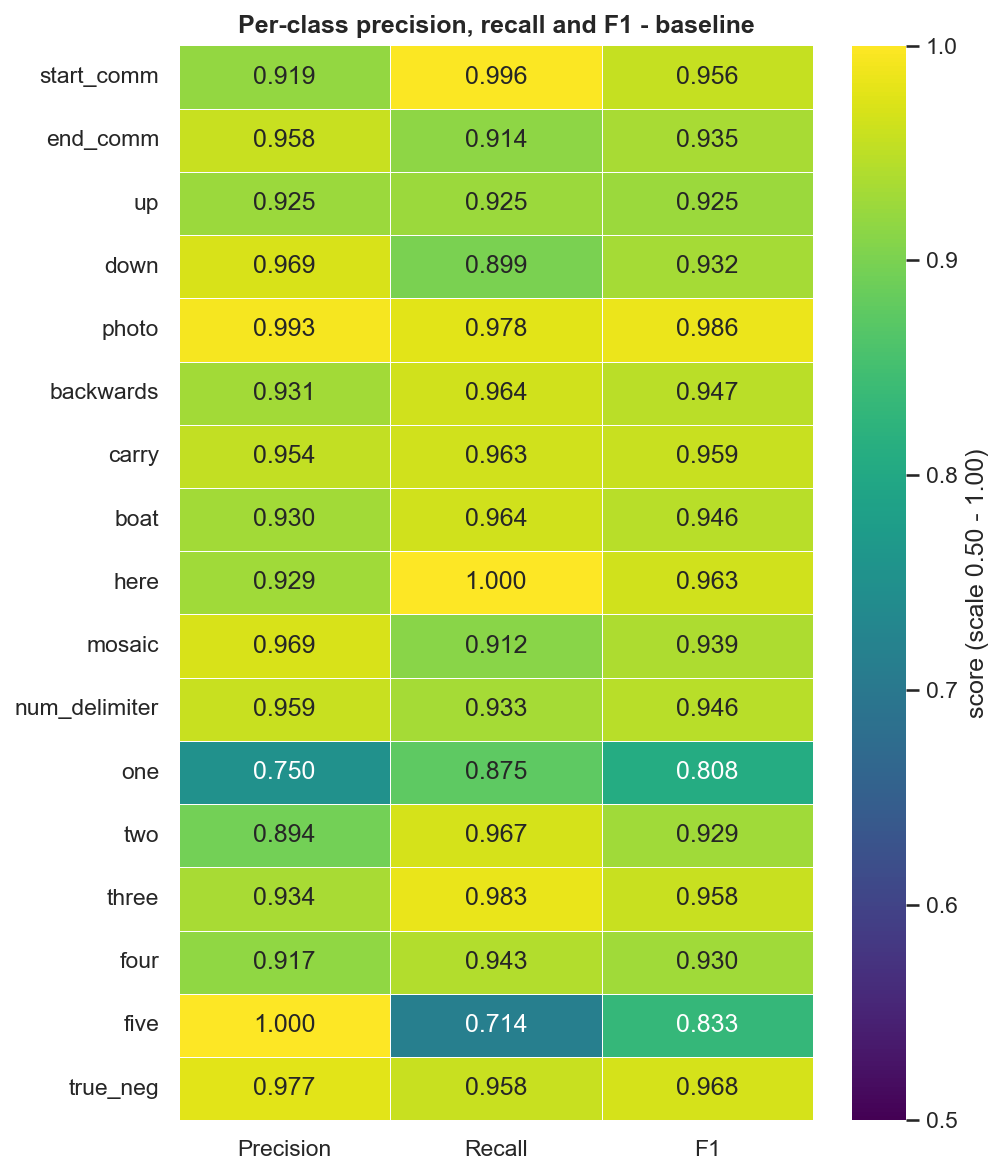 Per-class precision, recall and F1 - baseline
start_comm 0.919 0.996 0.956
end_comm 0.958 0.914 0.935
up 0.925 0.925 0.925
down 0.969 0.899 0.932
photo 0.993 0.978 0.986
backwards 0.931 0.964 0.947
carry 0.954 0.963 0.959
boat 0.930 0.964 0.946
here 0.929 1.000 0.963
mosaic 0.969 0.912 0.939
num_delimiter 0.959 0.933 0.946
one 0.750 0.875 0.808
two 0.894 0.967 0.929
three 0.934 0.983 0.958
four 0.917 0.943 0.930
five 1.000 0.714 0.833
true_neg 0.977 0.958 0.968
Precision Recall F1
1.0
0.9
0.8
0.7
0.6
0.5
score (scale 0.50 - 1.00)